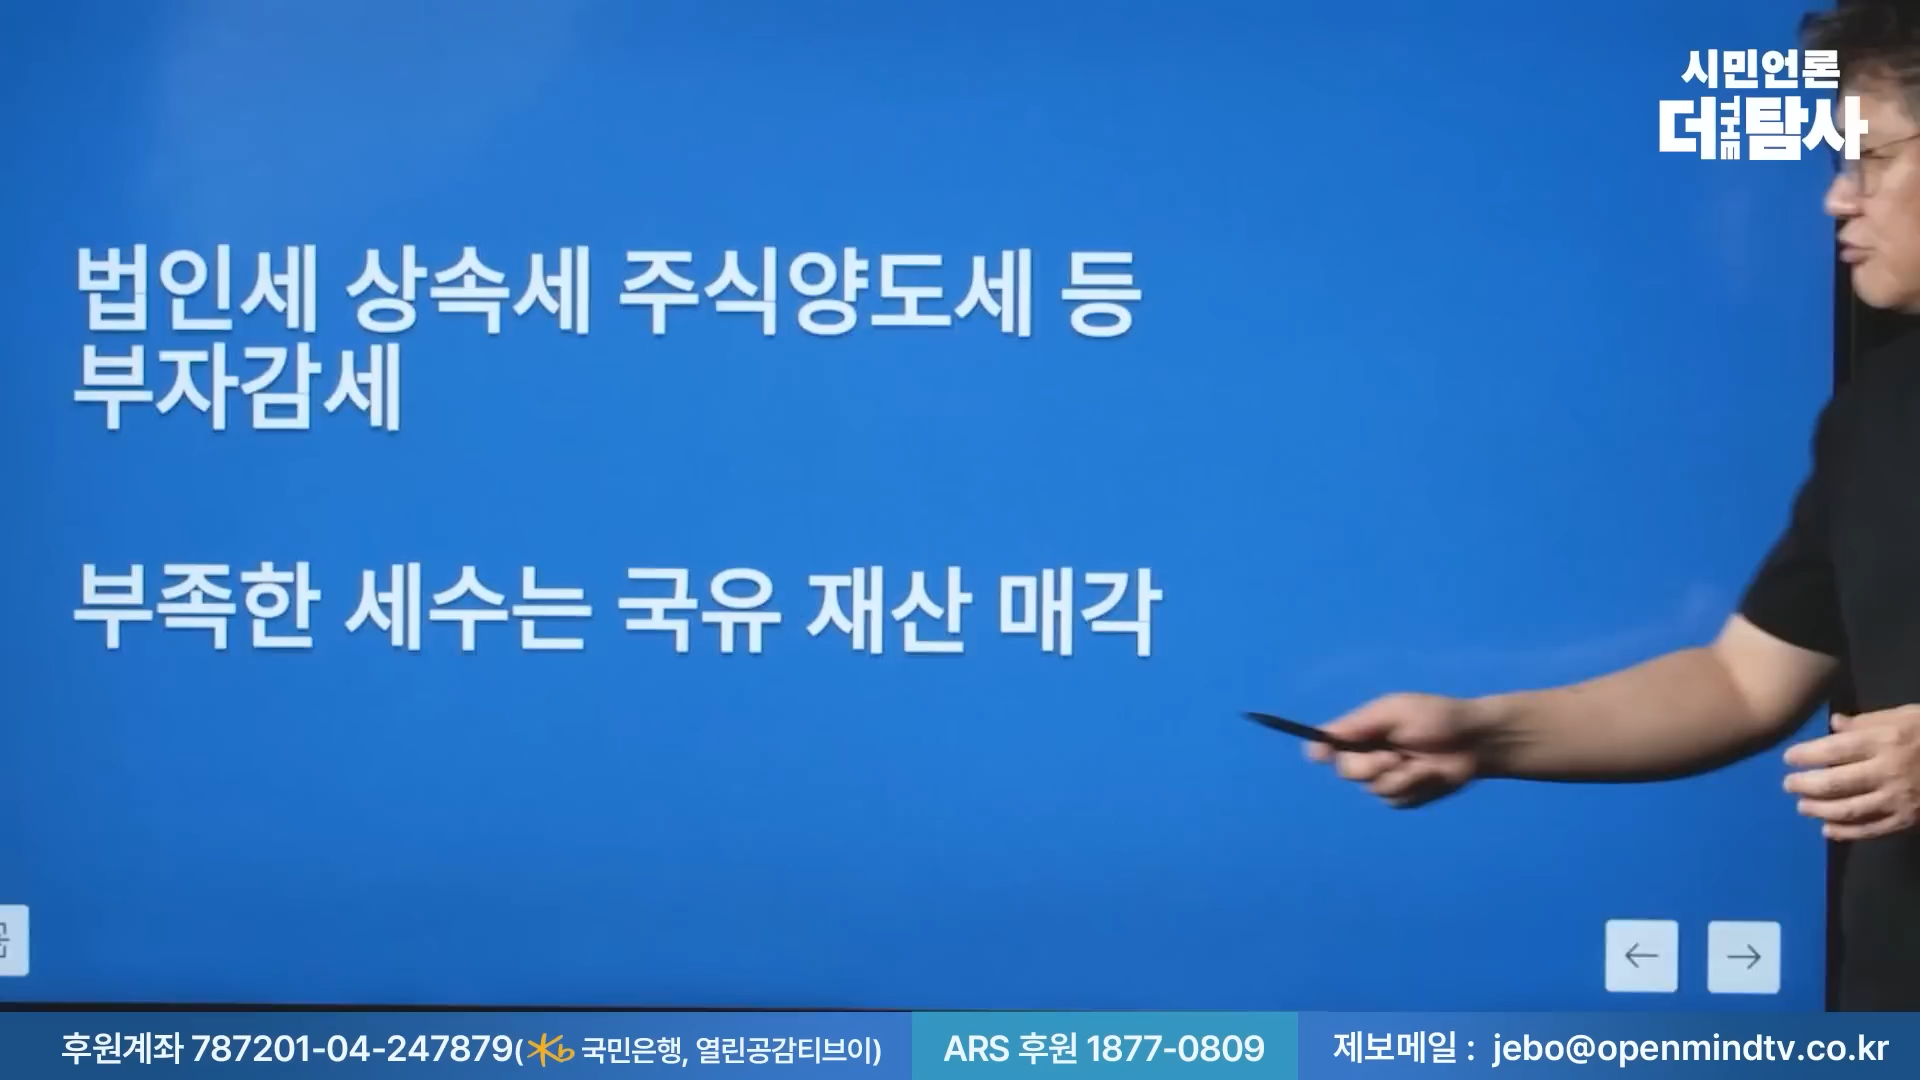 시민언론
더탐사
법인세 상속세 주식양도세 등
부자감세
부족한 세수는 국유 재산 매각
후원계좌 787201-04-247879(국민은행, 열린공감티브이)
ARS 후원 1877-0809
제보메일 : jebo@openmindtv.co.kr